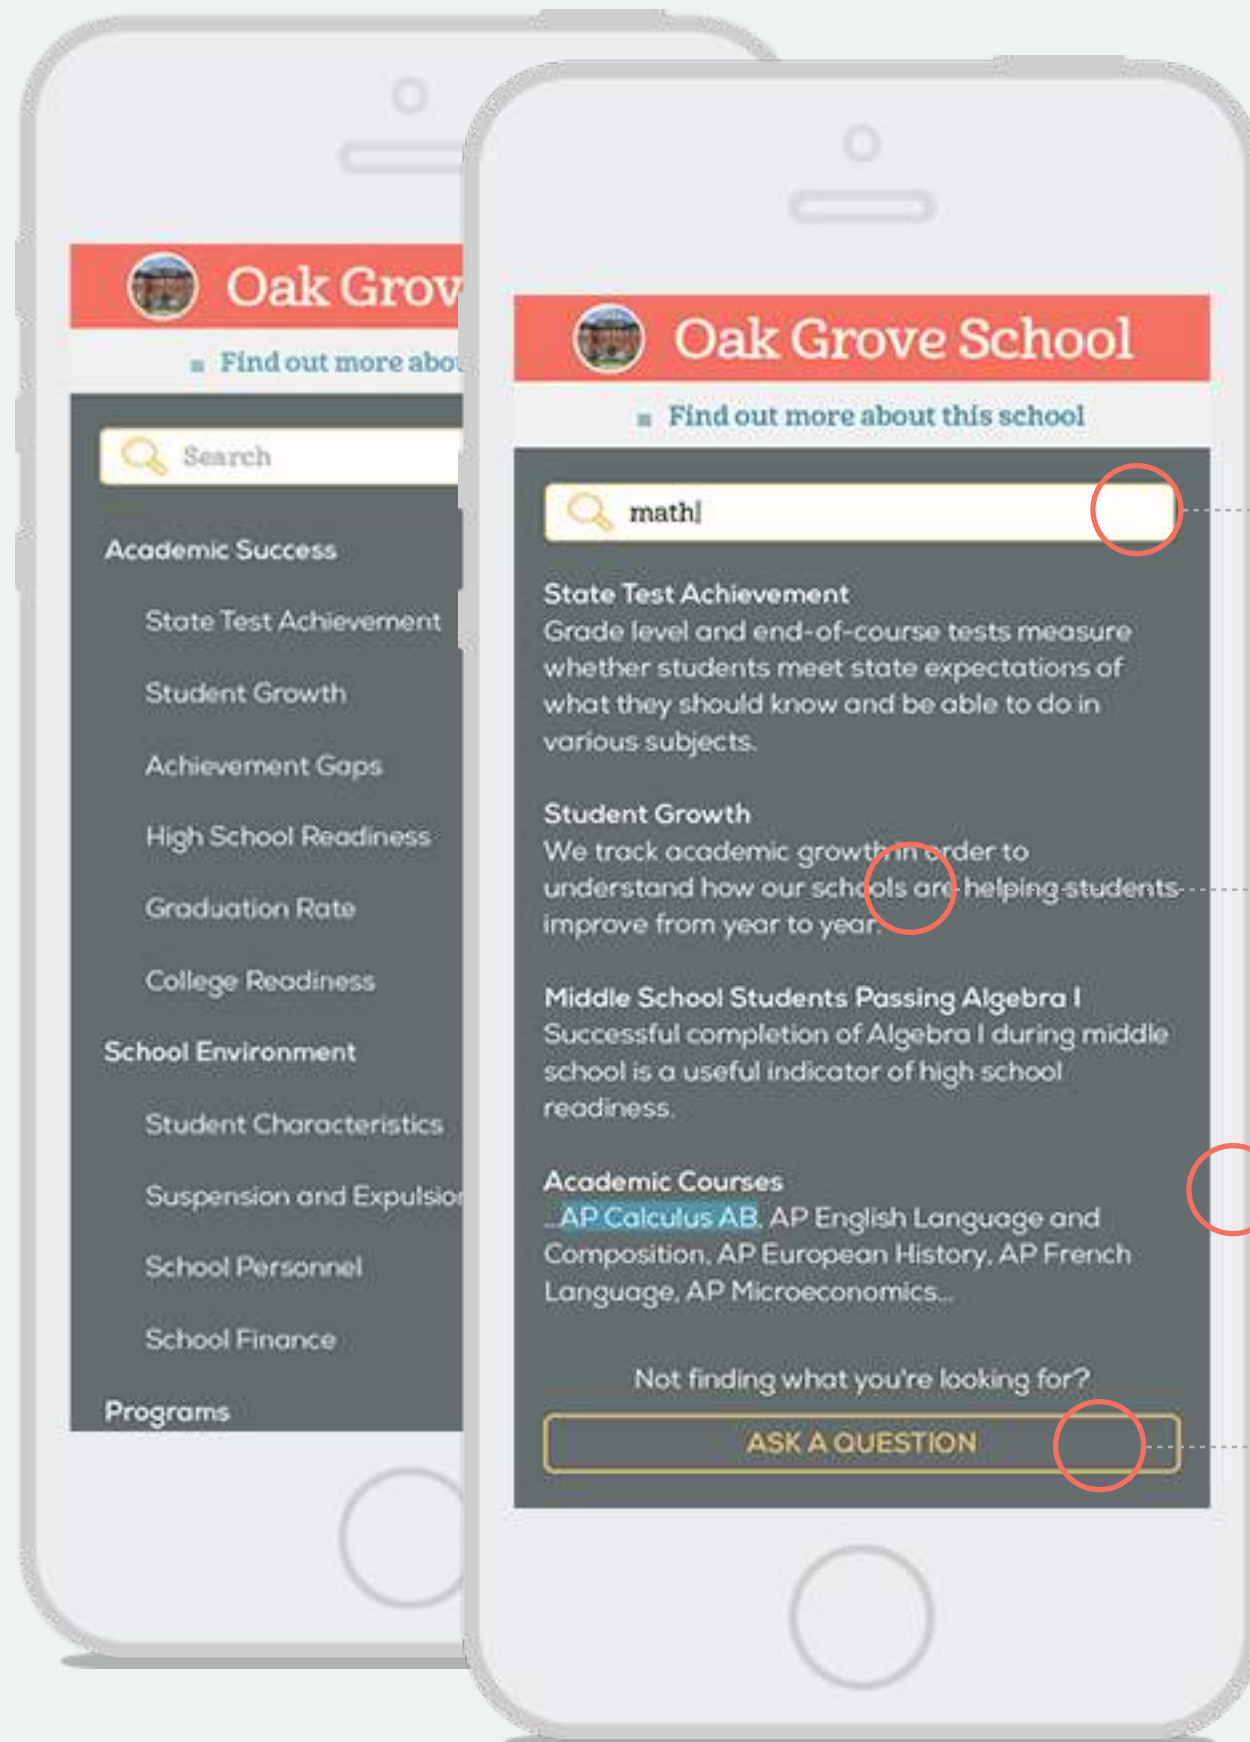 Oak Grov
Find out more abou
Search
Academic Success
State Test Achievement
Student Growth
Achievement Gaps
High School Readiness
Graduation Rate
College Readiness
School Environment
Student Characteristics
Suspension and Expulsion
School Personnel
School Finance
Programs
Oak Grove School
Find out more about this school
math
State Test Achievement
Grade level and end-of-course tests measure
whether students meet state expectations of
what they should know and be able to do in
various subjects.
Student Growth
We track academic growth in order to
understand how our schools are helping students
improve from year to year.
Middle School Students Passing Algebra I
Successful completion of Algebra I during middle
school is a useful indicator of high school
readiness.
Academic Courses
...AP Calculus AB, AP English Language and
Composition, AP European History, AP French
Language, AP Microeconomics...
Not finding what you're looking for?
ASK A QUESTION